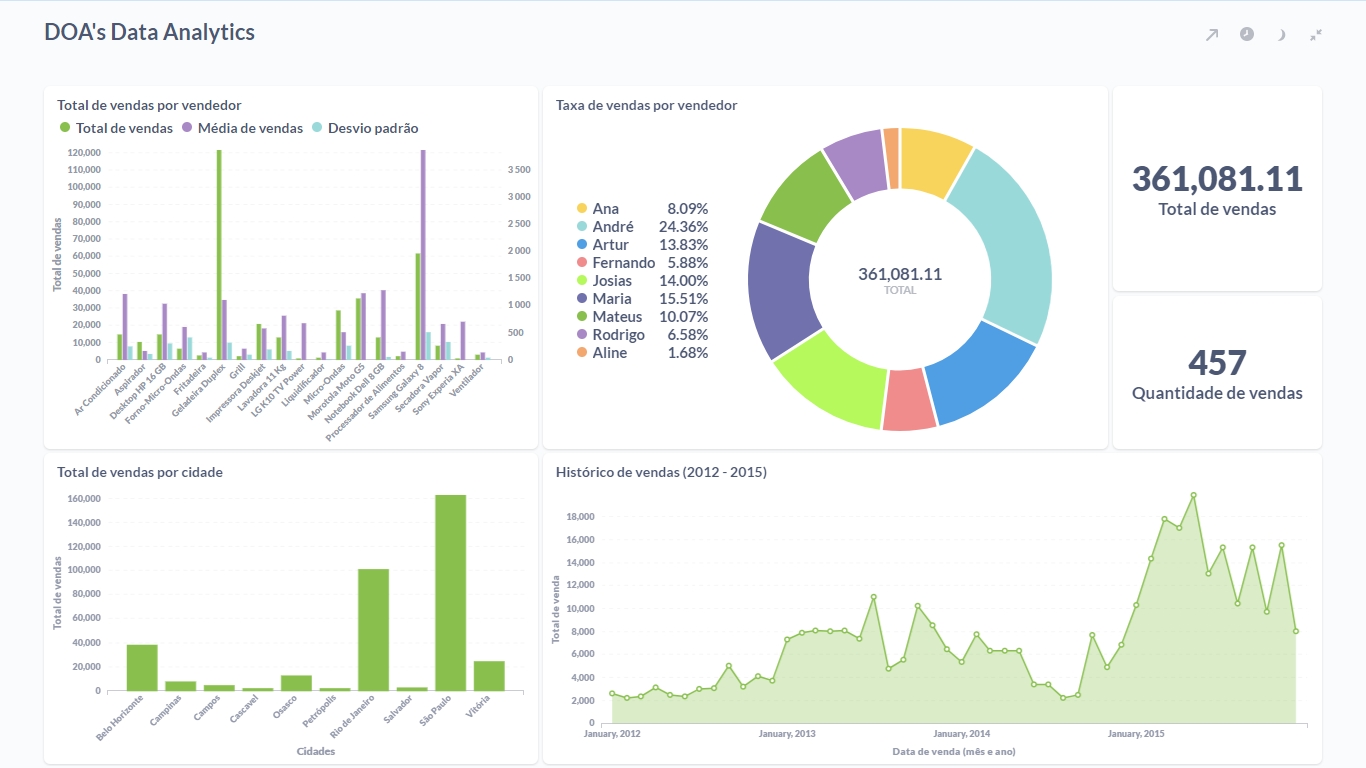 DOA's Data Analytics
Total de vendas por vendedor
Total de vendas Média de vendas Desvio padrão
120,000
110,000
100,000
90,000
80,000
70,000
60,000
50,000
40,000
30,000
20,000
10,000
0
Total de vendas
3 500
3 000
2 500
2 000
1 500
1 000
500
0
Ar Condicionado
Aspirador
Desktop HP 16 GB
Forno-Micro-Ondas
Fritadeira
Geladeira Duplex
Grill
Impressora Deskjet
Lavadora 11 Kg
LG K10 TV Power
Liquidificador
Micro-Ondas
Morotola Moto G5
Notebook Dell 8 GB
Processador de Alimentos
Samsung Galaxy 8
Secadora Vapor
Sony Experia XA
Ventilador
Taxa de vendas por vendedor
Ana 8.09%
André 24.36%
Artur 13.83%
Fernando 5.88%
Josias 14.00%
Maria 15.51%
Mateus 10.07%
Rodrigo 6.58%
Aline 1.68%
361,081.11
TOTAL
361,081.11
Total de vendas
457
Quantidade de vendas
Total de vendas por cidade
160,000
140,000
120,000
100,000
80,000
60,000
40,000
20,000
0
Total de vendas
Belo Horizonte
Campinas
Campos
Cascavel
Osasco
Petrópolis
Rio de Janeiro
Salvador
São Paulo
Vitória
Cidades
Histórico de vendas (2012 - 2015)
18,000
16,000
14,000
12,000
10,000
8,000
6,000
4,000
2,000
0
Total de venda
January, 2012
January, 2013
January, 2014
January, 2015
Data de venda (mês e ano)